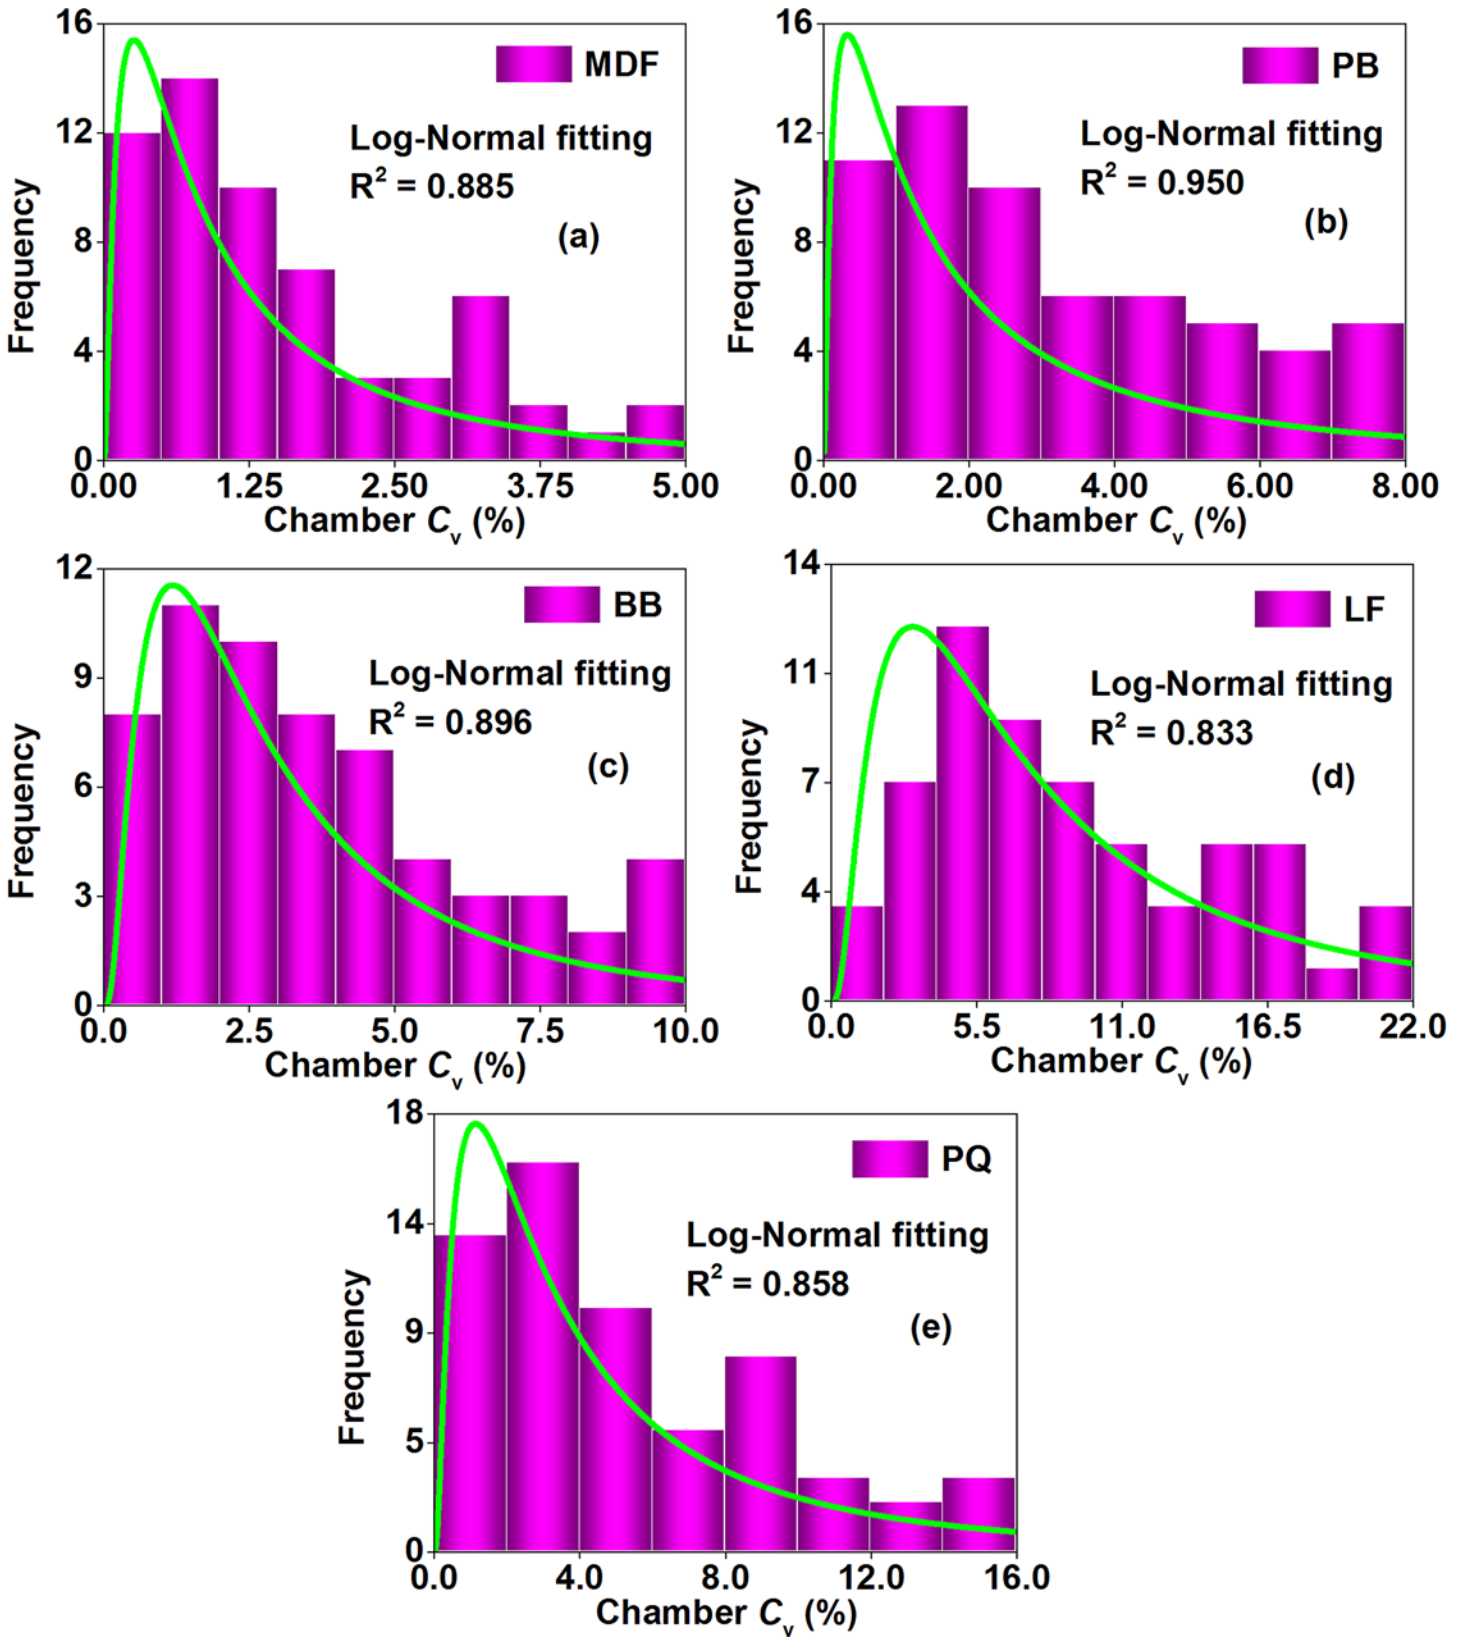 16
12
8
4
0
Frequency
MDF
Log-Normal fitting
R² = 0.885
(a)
0.00 1.25 2.50 3.75 5.00
Chamber Cᵥ (%)
16
12
8
4
0
Frequency
PB
Log-Normal fitting
R² = 0.950
(b)
0.00 2.00 4.00 6.00 8.00
Chamber Cᵥ (%)
12
9
6
3
0
Frequency
BB
Log-Normal fitting
R² = 0.896
(c)
0.0 2.5 5.0 7.5 10.0
Chamber Cᵥ (%)
14
11
7
4
0
Frequency
LF
Log-Normal fitting
R² = 0.833
(d)
0.0 5.5 11.0 16.5 22.0
Chamber Cᵥ (%)
18
14
9
5
0
Frequency
PQ
Log-Normal fitting
R² = 0.858
(e)
0.0 4.0 8.0 12.0 16.0
Chamber Cᵥ (%)